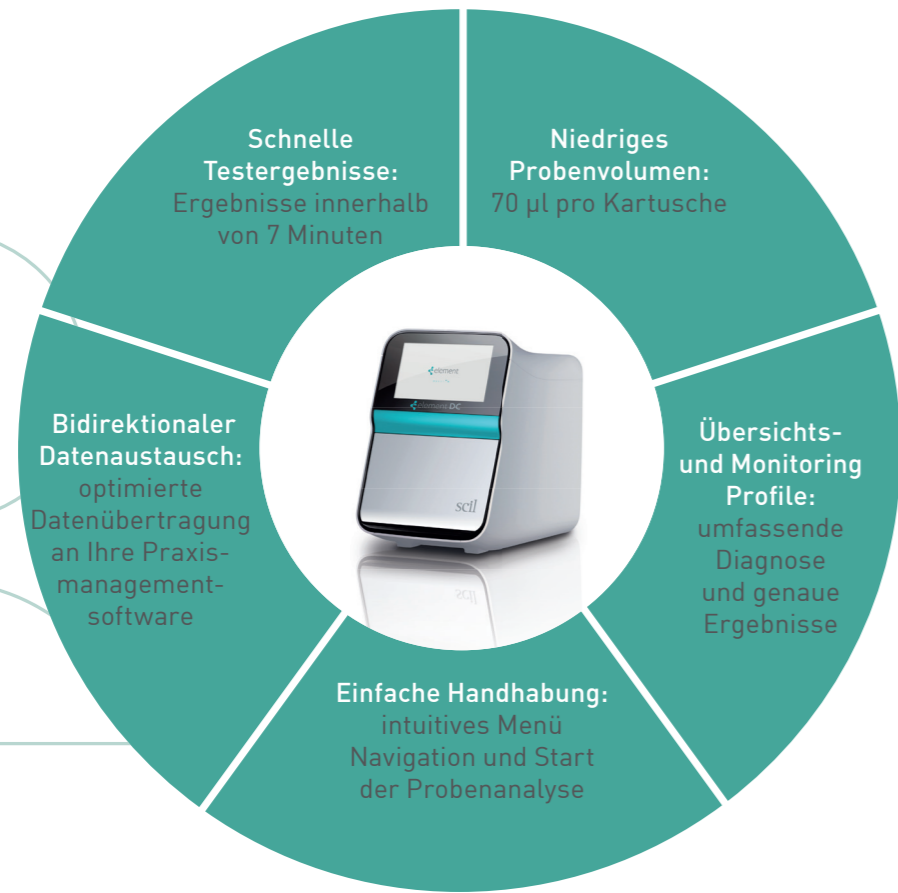 Schnelle
Testergebnisse:
Ergebnisse innerhalb
von 7 Minuten
Niedriges
Probenvolumen:
70 µl pro Kartusche
Übersichts-
und Monitoring
Profile:
umfassende
Diagnose
und genaue
Ergebnisse
Einfache Handhabung:
intuitives Menü
Navigation und Start
der Probenanalyse
Bidirektionaler
Datenaustausch:
optimierte
Datenübertragung
an Ihre Praxis-
management-
software
element
element DC
scil